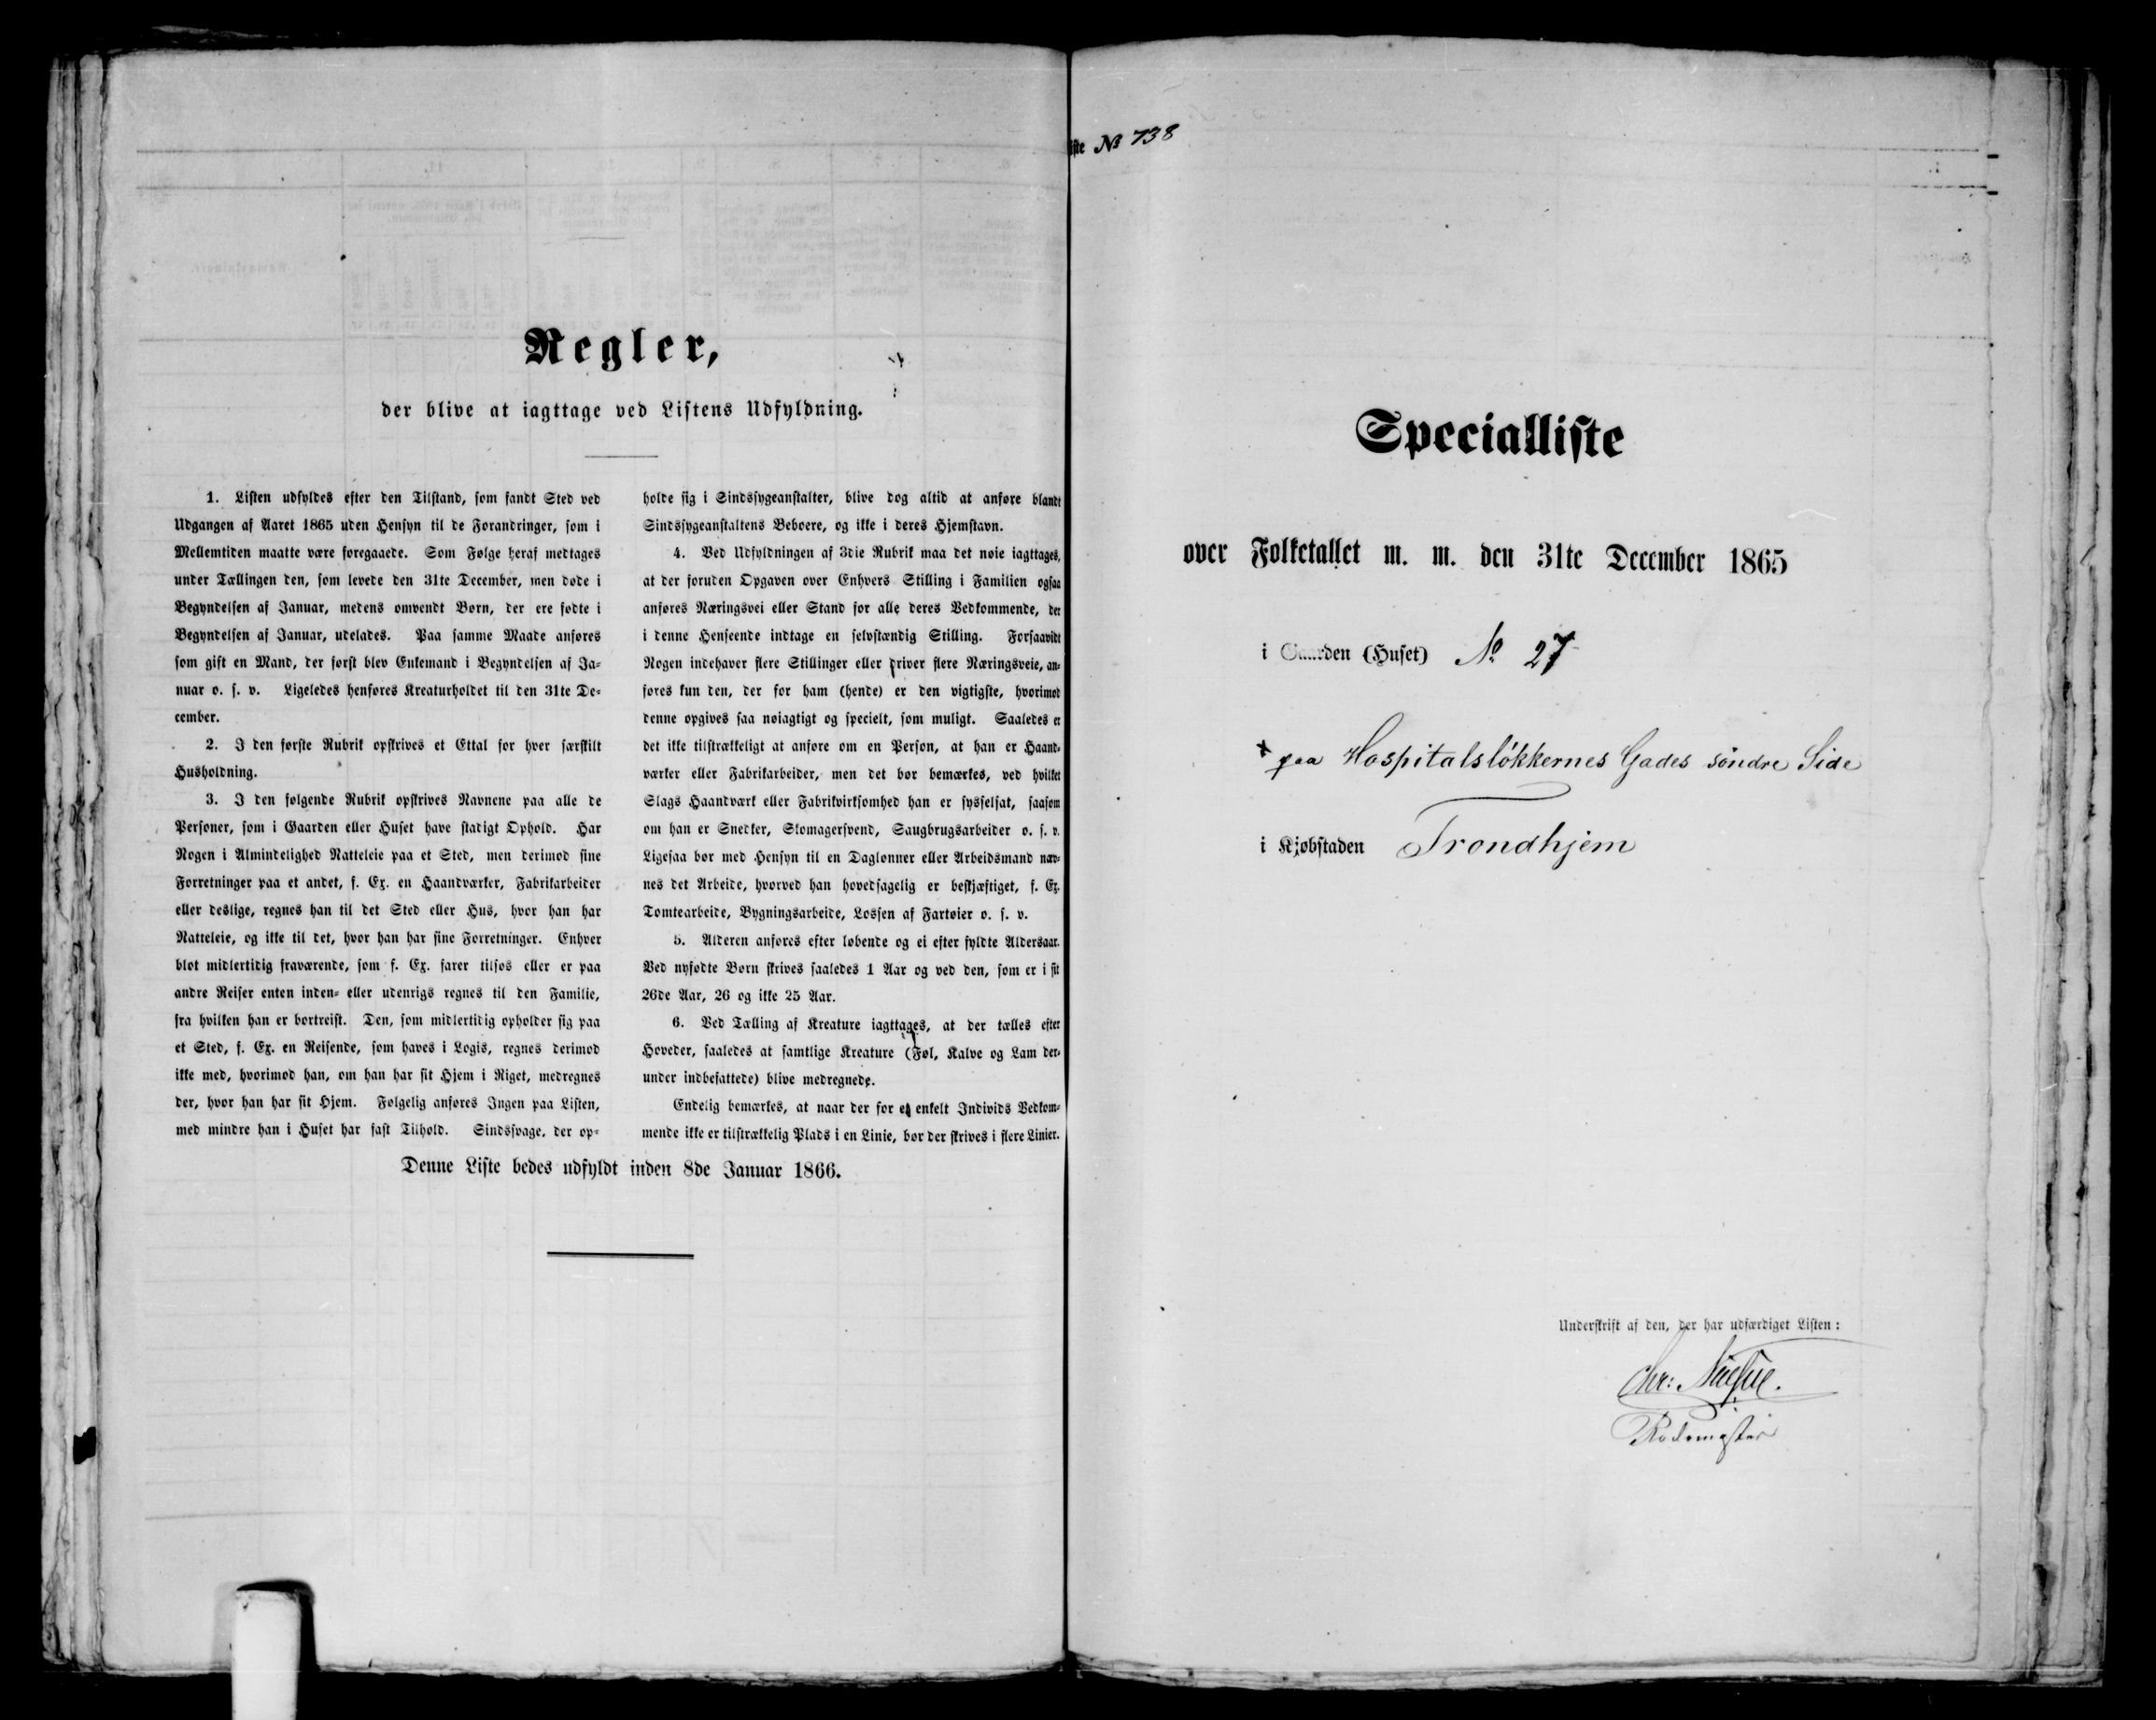 Regler,
der blive at iagttage ved Listens Udfyldning.
1. Listen udfyldes efter den Tilstand, som fandt Sted ved
Udgangen af Aaret 1865 uden Hensyn til de Forandringer, som i
Mellemtiden maatte være foregaaede. Som Følge heraf medtages
under Tællingen den, som levede den 31te December, men døde i
Begyndelsen af Januar, medens omvendt Børn, der ere fødte i
Begyndelsen af Januar, udelades. Paa samme Maade anføres
som gift en Mand, der først blev Enkemand i Begyndelsen af Ja=
nuar o. s. v. Ligeledes henføres Kreaturholdet til den 31te De=
cember.
2. I den første Rubrik opskrives et Ettal for hver særskilt
Husholdning.
3. I den følgende Rubrik opskrives Navnene paa alle de
Personer, som i Gaarden eller Huset have stadigt Ophold. Har
Nogen i Almindelighed Natteleie paa et Sted, men derimod sine
Forretninger paa et andet, f. Ex. en Haandværker, Fabrikarbeider
eller deslige, regnes han til det Sted eller Hus, hvor han har
Natteleie, og ikke til det, hvor han har sine Forretninger. Enhver
blot midlertidig fraværende, som f. Ex. farer tilsøs eller er paa
andre Reiser enten inden= eller udenrigs regnes til den Familie,
fra hvilken han er bortreist. Den, som midlertidig opholder sig paa
et Sted, f. Ex. en Reisende, som haves i Logis, regnes derimod
ikke med, hvorimod han, om han har sit Hjem i Riget, medregnes
der, hvor han har sit Hjem. Følgelig anføres Ingen paa Listen,
med mindre han i Huset har fast Tilhold. Sindssvage, der op=
holde sig i Sindssygeanstalter, blive dog altid at anføre blandt
Sindssygeanstaltens Beboere, og ikke i deres Hjemstavn.
4. Ved Udfyldningen af 3die Rubrik maa det nøie iagttages,
at der foruden Opgaven over Enhvers Stilling i Familien ogsaa
anføres Næringsvei eller Stand for alle deres Vedkommende, der
i denne Henseende indtage en selvstændig Stilling. Forsaavidt
Nogen indehaver flere Stillinger eller driver flere Næringsveie, an=
føres kun den, der for ham (hende) er den vigtigste, hvorimod
denne opgives saa nøiagtigt og specielt, som muligt. Saaledes er
det ikke tilstrækkeligt at anføre om en Person, at han er Haand=
værker eller Fabrikarbeider, men det bør bemærkes, ved hvilket
Slags Haandværk eller Fabrikvirksomhed han er sysselsat, saasom
om han er Snedker, Skomagersvend, Saugbrugsarbeider o. s. v.
Ligesaa bør med Hensyn til en Daglønner eller Arbeidsmand næv=
nes det Arbeide, hvorved han hovedsagelig er beskjæftiget, f. Ex.
Tomtearbeide, Bygningsarbeide, Lossen af Fartøier o. s. v.
5. Alderen anføres efter løbende og ei efter fyldte Aldersaar.
Ved nyfødte Børn skrives saaledes 1 Aar og ved den, som er i sit
26de Aar, 26 og ikke 25 Aar.
6. Ved Tælling af Kreature iagttages, at der tælles efter
Hoveder, saaledes at samtlige Kreature (Føl, Kalve og Lam der=
under indbefattede) blive medregnede.
Endelig bemærkes, at naar der for et enkelt Individs Vedkom=
mende ikke er tilstrækkelig Plads i en Linie, bør der skrives i flere Linier.
Denne Liste bedes udfyldt inden 8de Januar 1866.
iste № 738
Specialliste
over Folketallet m. m. den 31te December 1865
i Gaarden (Huset) № 27
x paa Hospitalsløkkernes Gades søndre Side
i Kjøbstaden Trondhjem
Underskrift af den, der har udfærdiget Listen:
Chr:
Rodemester